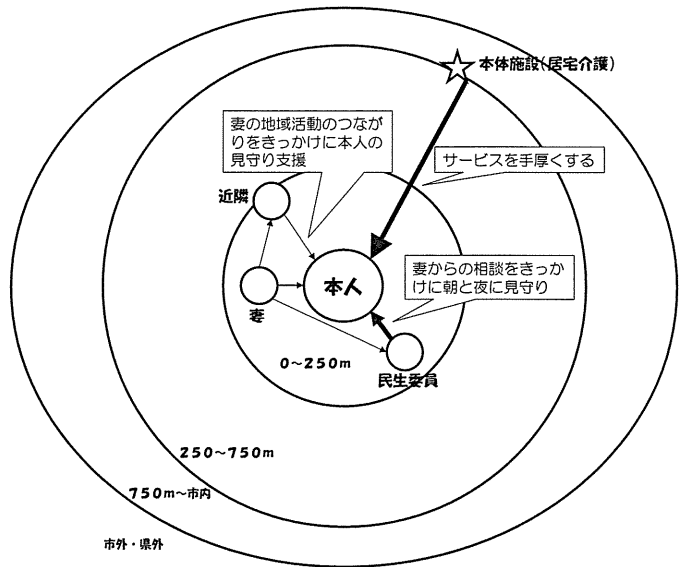 本体施設(居宅介護)
妻の地域活動のつなが
りをきっかけに本人の
見守り支援
サービスを手厚くする
近隣
妻からの相談をきっか
けに朝と夜に見守り
本人
妻
0～250m
民生委員
250～750m
750m～市内
市外・県外